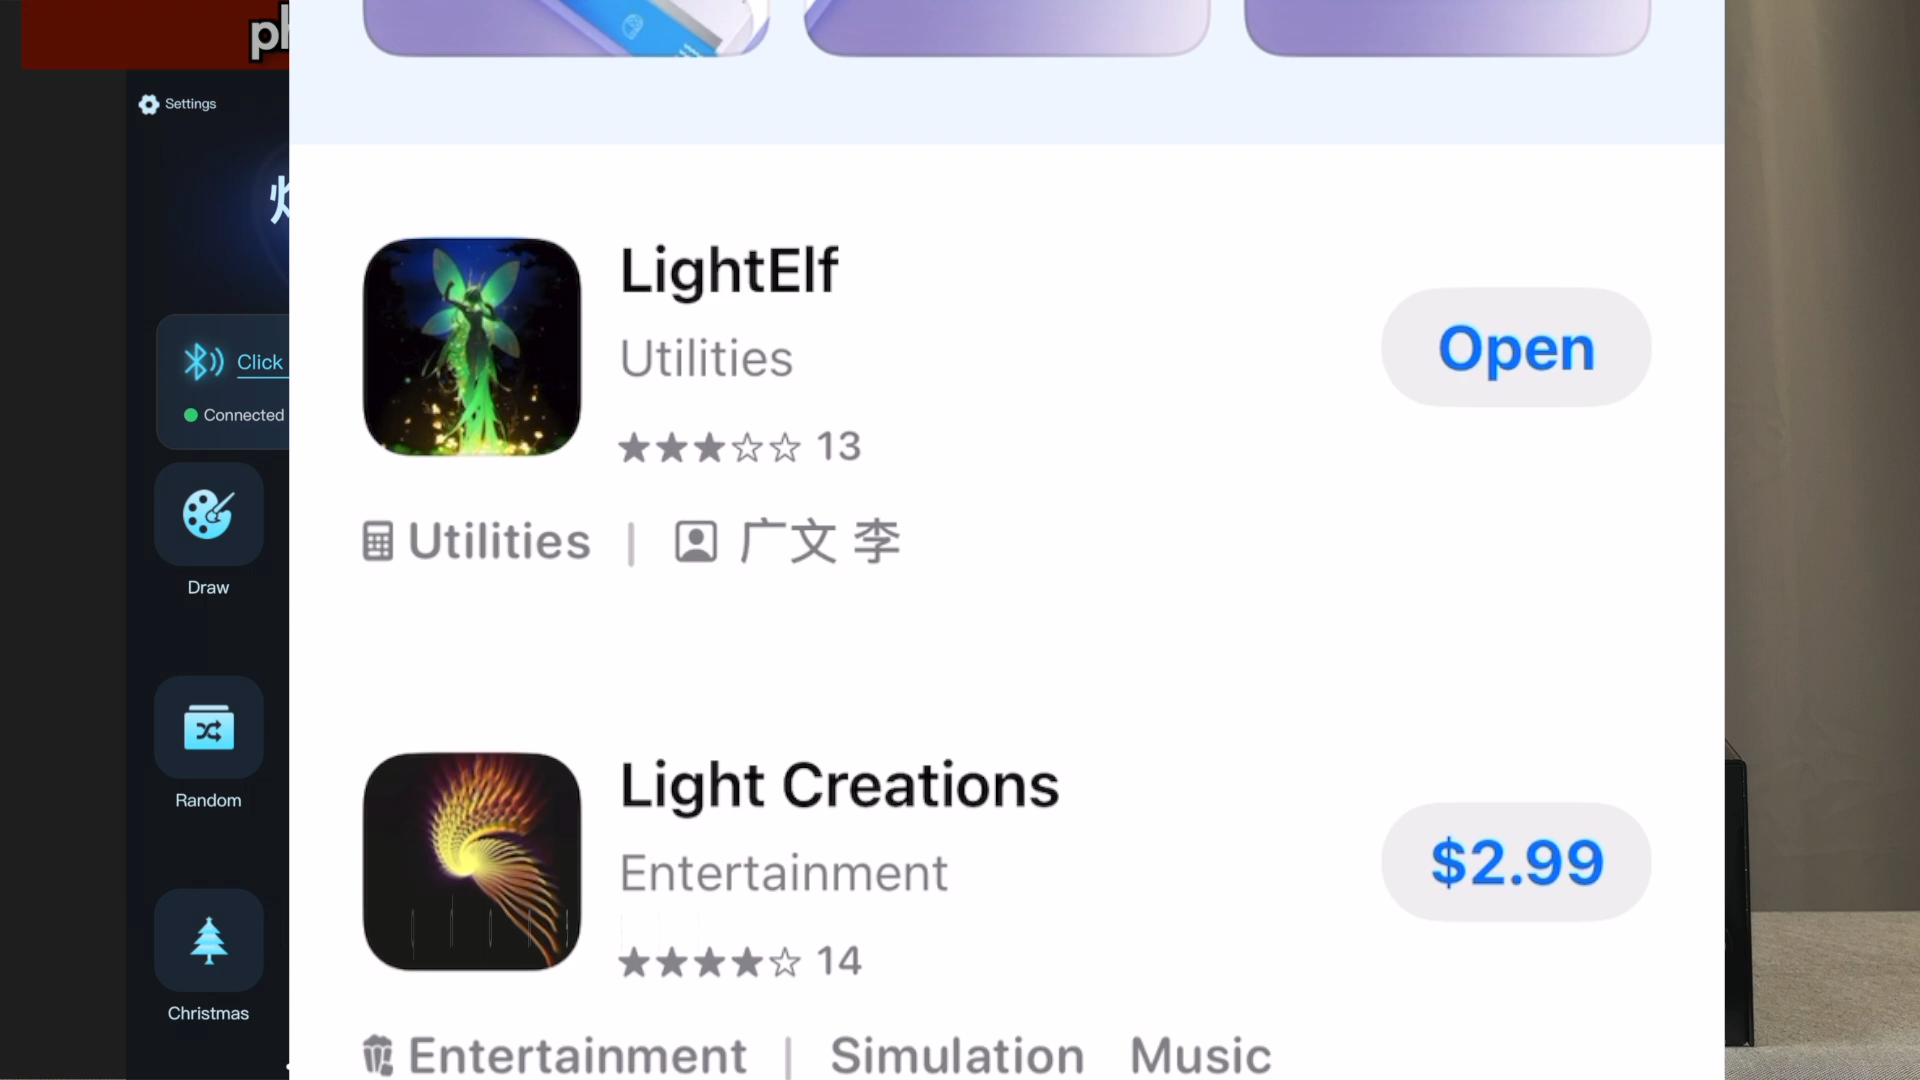 Settings
Click
Connected
Draw
Random
Christmas
LightElf
Utilities
13
Open
Utilities | 广文 李
Light Creations
Entertainment
14
$2.99
Entertainment | Simulation Music